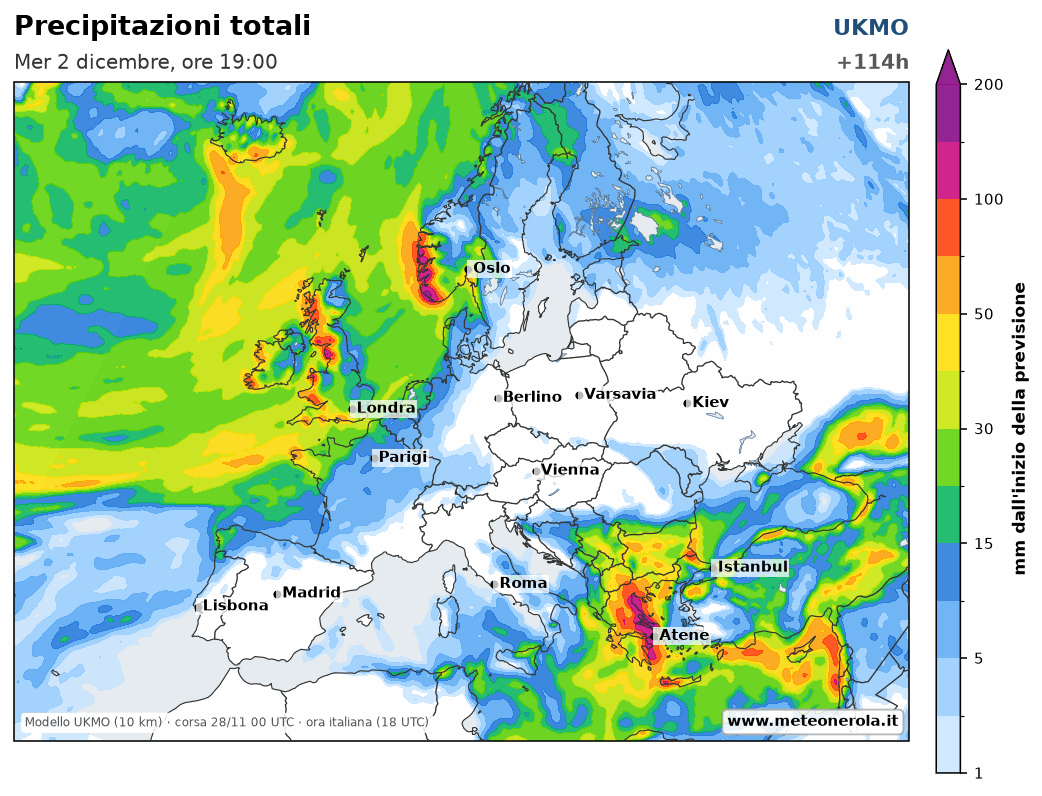 Precipitazioni totali
UKMO
Mer 2 dicembre, ore 19:00
+114h
200
100
50
30
15
5
1
mm dall'inizio della previsione
Oslo
Londra
Berlino
Varsavia
Kiev
Parigi
Vienna
Istanbul
Roma
Madrid
Lisbona
Atene
Modello UKMO (10 km) · corsa 28/11 00 UTC · ora italiana (18 UTC)
www.meteonerola.it